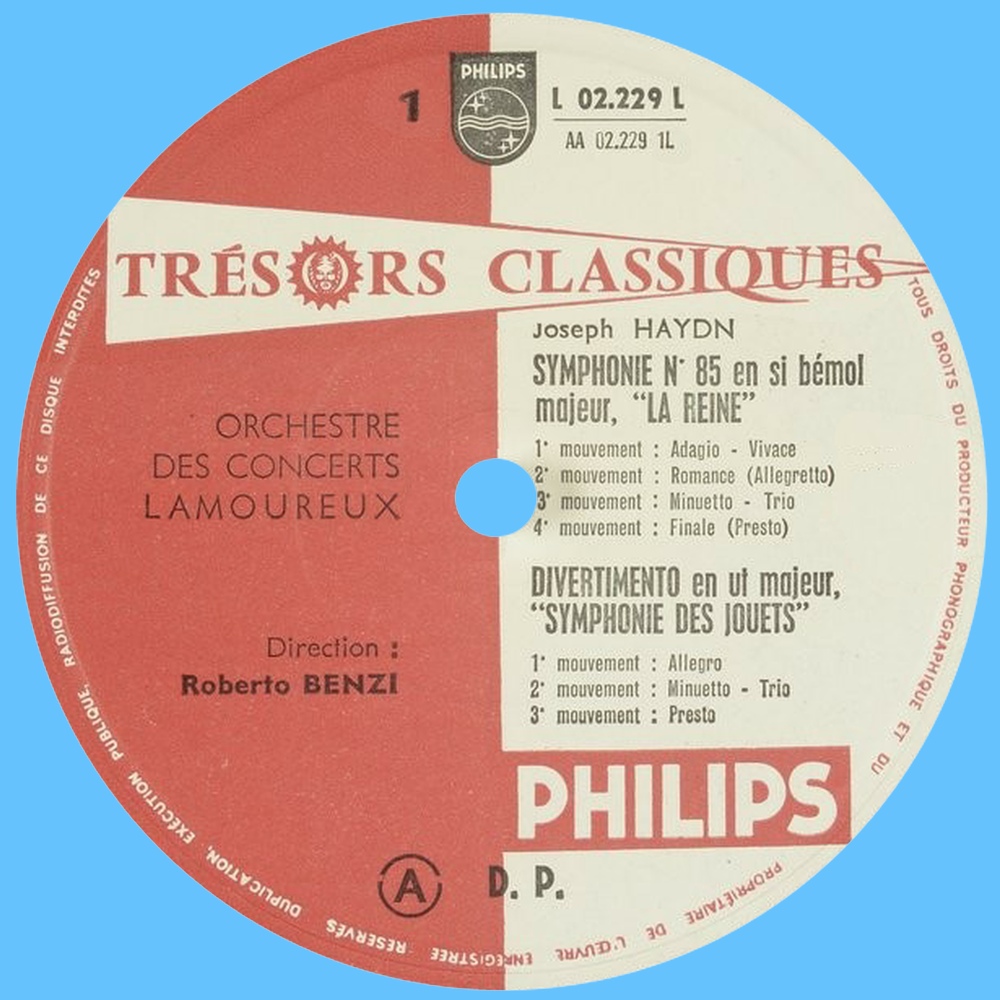 PHILIPS
1
L 02.229 L
AA 02.229 1L
TRÉSORS CLASSIQUES
Joseph HAYDN
SYMPHONIE N° 85 en si bémol
majeur, “LA REINE”
1° mouvement : Adagio - Vivace
2° mouvement : Romance (Allegretto)
3° mouvement : Minuetto - Trio
4° mouvement : Finale (Presto)
DIVERTIMENTO en ut majeur,
“SYMPHONIE DES JOUETS”
1° mouvement : Allegro
2° mouvement : Minuetto - Trio
3° mouvement : Presto
ORCHESTRE
DES CONCERTS
LAMOUREUX
Direction :
Roberto BENZI
PHILIPS
A D. P.
TOUS DROITS DU PRODUCTEUR PHONOGRAPHIQUE ET DU PROPRIÉTAIRE DE L'ŒUVRE ENREGISTREE RESERVÉS DUPLICATION, EXÉCUTION PUBLIQUE, RADIODIFFUSION DE CE DISQUE INTERDITES